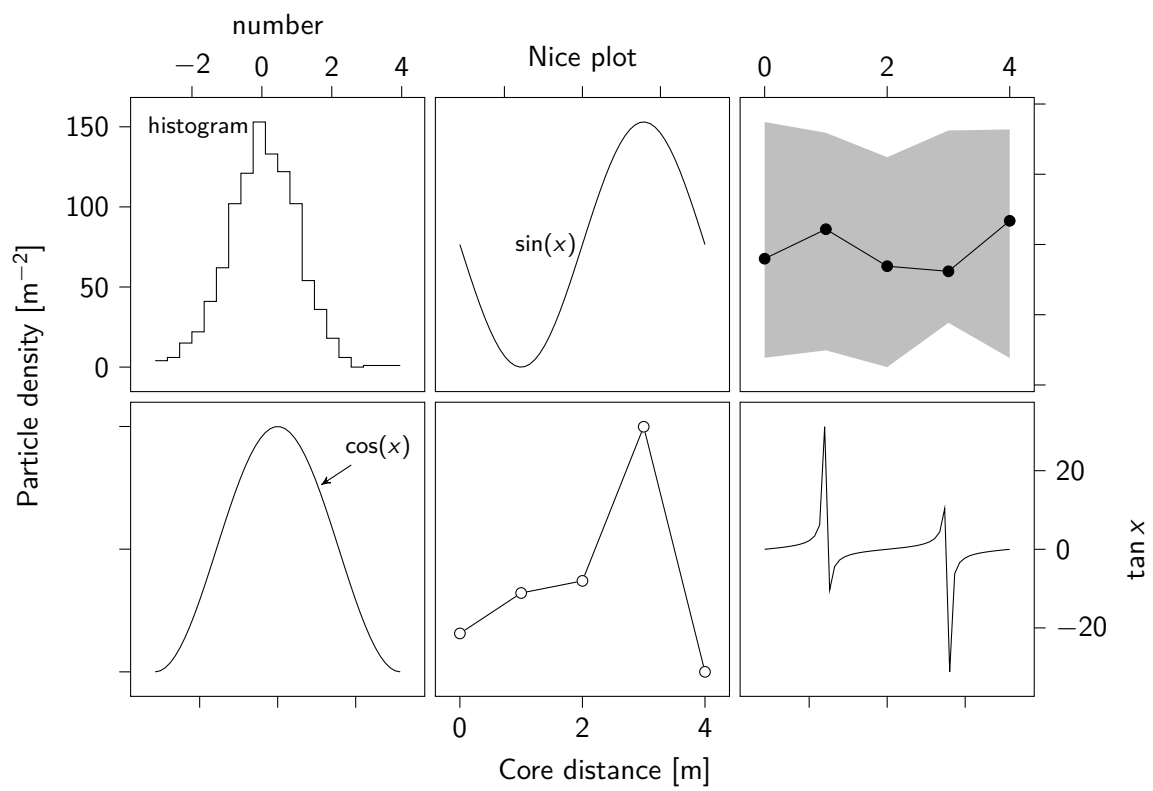 number
Nice plot
−2 0 2 4
0 2 4
histogram
150
100
50
0
sin(x)
Particle density [m⁻²]
cos(x)
20
0
−20
tan x
0 2 4
Core distance [m]